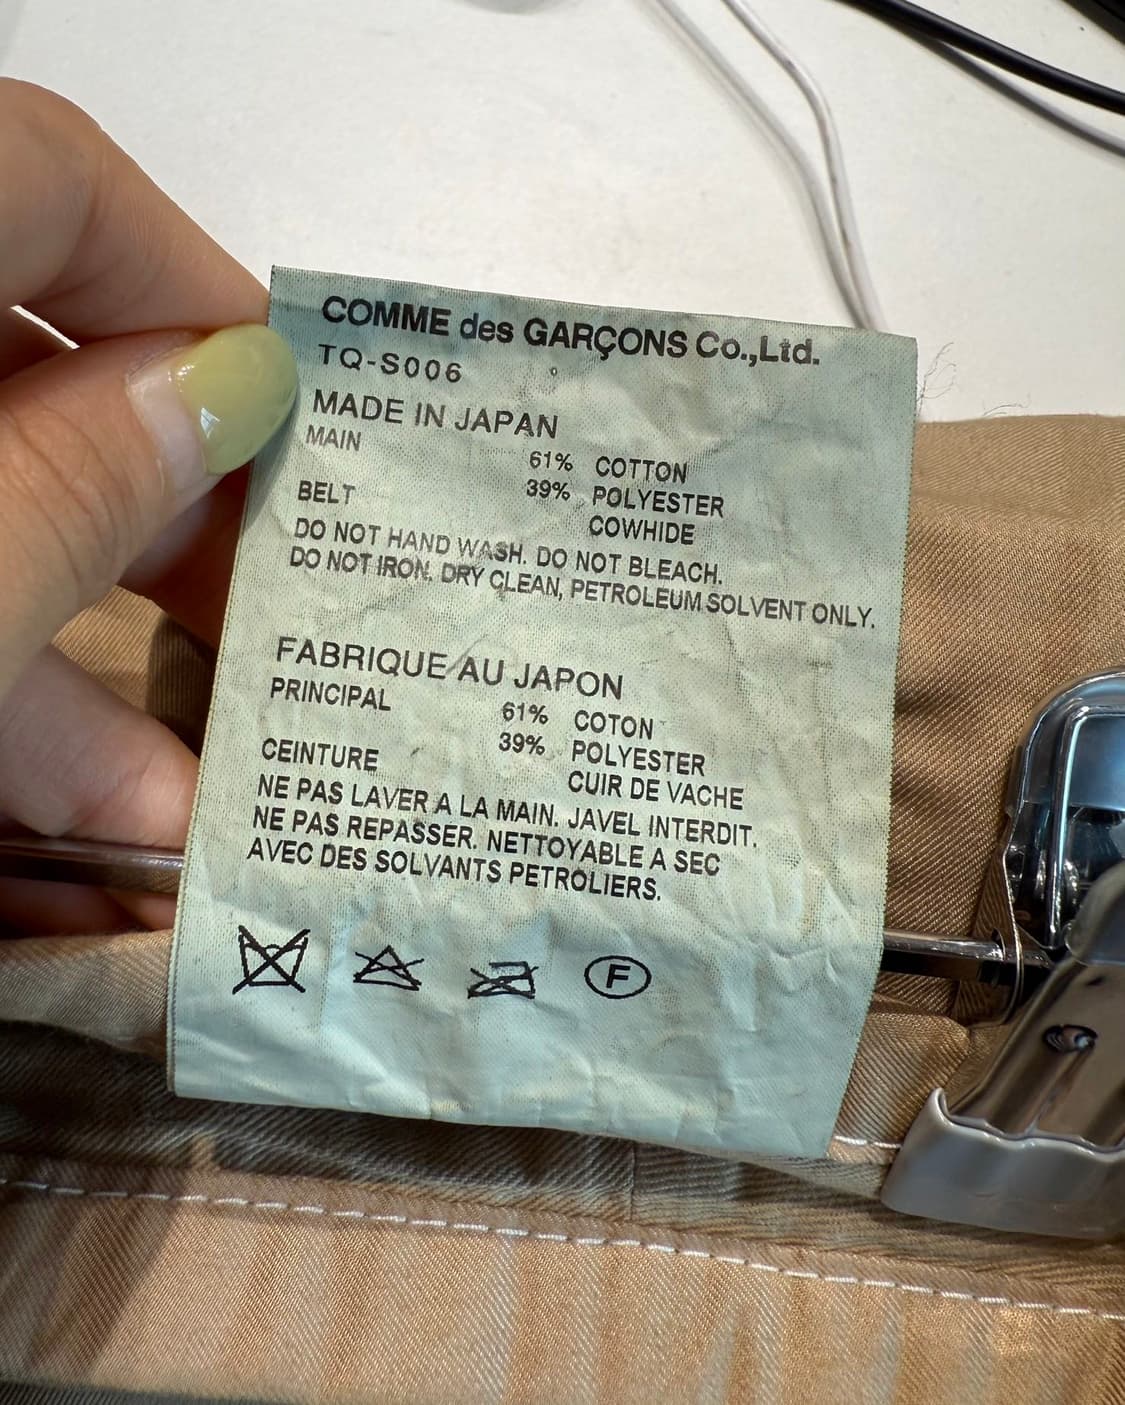 COMME des GARÇONS Co.,Ltd.
TQ-S006
MADE IN JAPAN
MAIN 61% COTTON
39% POLYESTER
BELT COWHIDE
DO NOT HAND WASH. DO NOT BLEACH.
DO NOT IRON. DRY CLEAN, PETROLEUM SOLVENT ONLY.
FABRIQUE AU JAPON
PRINCIPAL 61% COTON
39% POLYESTER
CEINTURE CUIR DE VACHE
NE PAS LAVER A LA MAIN. JAVEL INTERDIT.
NE PAS REPASSER. NETTOYABLE A SEC
AVEC DES SOLVANTS PETROLIERS.
F